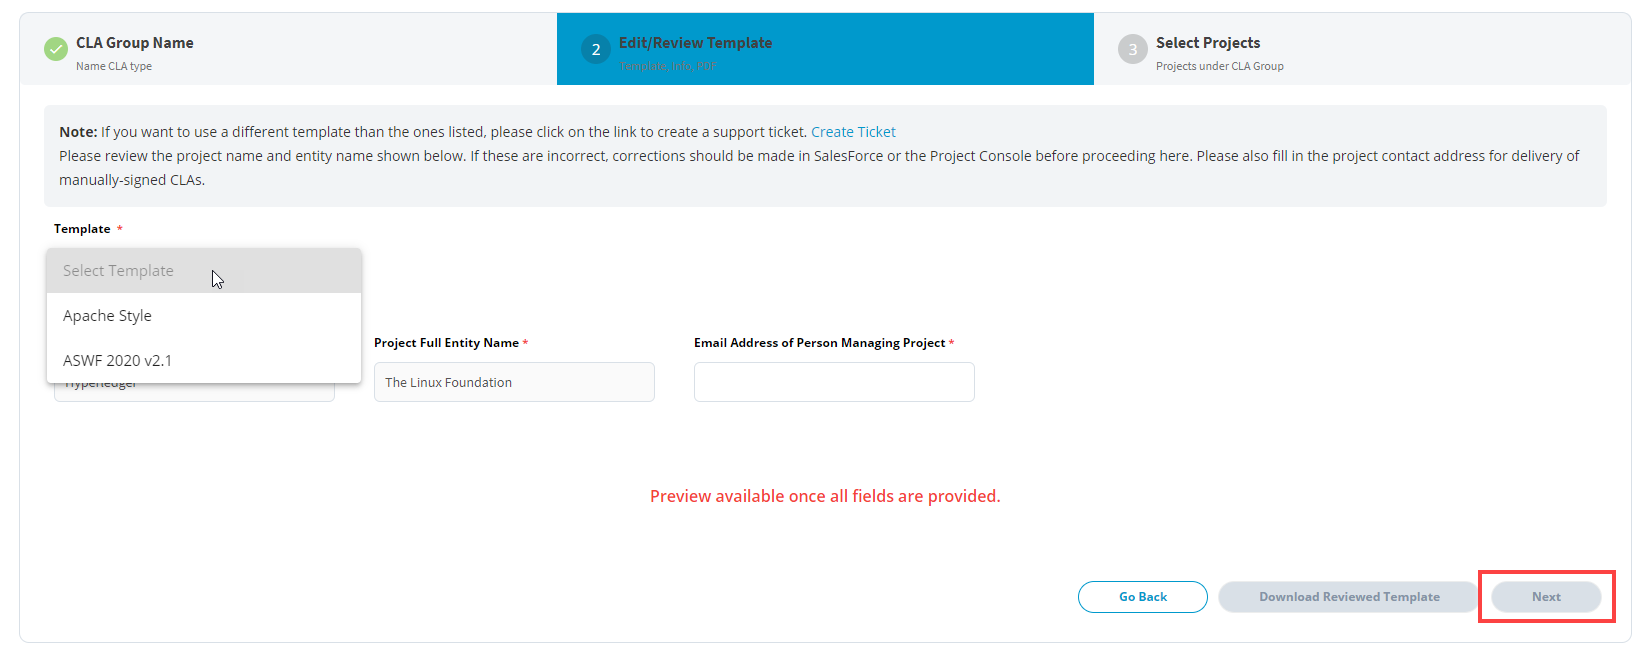 CLA Group Name
Name CLA type
2
Edit/Review Template
Template, Info, PDF
3
Select Projects
Projects under CLA Group
Note: If you want to use a different template than the ones listed, please click on the link to create a support ticket. Create Ticket
Please review the project name and entity name shown below. If these are incorrect, corrections should be made in SalesForce or the Project Console before proceeding here. Please also fill in the project contact address for delivery of
manually-signed CLAs.
Template *
Select Template
Apache Style
ASWF 2020 v2.1
Hyperledger
Project Full Entity Name *
The Linux Foundation
Email Address of Person Managing Project *
Preview available once all fields are provided.
Go Back
Download Reviewed Template
Next